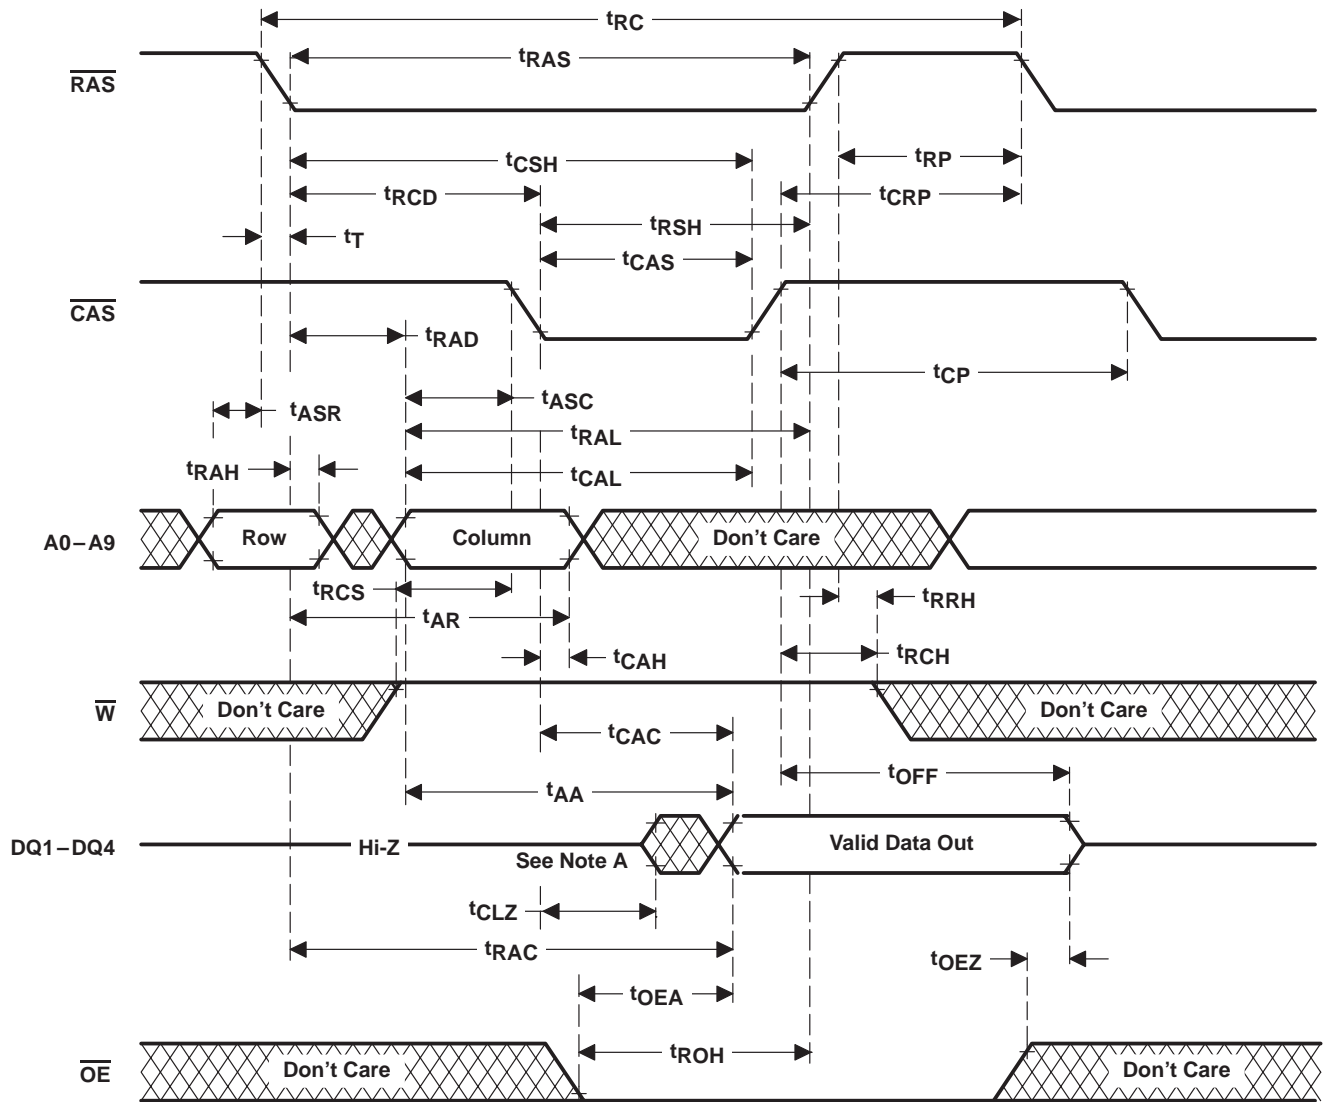 tRC
tRAS
RAS
tCSH
tRP
tRCD
tCRP
tRSH
tT
tCAS
CAS
tRAD
tCP
tASC
tASR
tRAL
tRAH
tCAL
A0–A9
Row
Column
Don't Care
tRCS
tRRH
tAR
tCAH
tRCH
W
Don't Care
Don't Care
tCAC
tOFF
tAA
DQ1–DQ4
Hi-Z
See Note A
Valid Data Out
tCLZ
tRAC
tOEZ
tOEA
tROH
OE
Don't Care
Don't Care